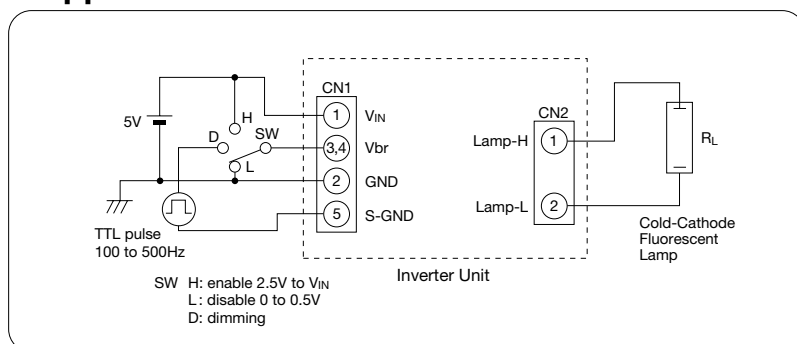 5V
H
D
SW
L
TTL pulse
100 to 500Hz
CN1
1
VIN
3,4
Vbr
2
GND
5
S-GND
CN2
Lamp-H
1
Lamp-L
2
RL
Cold-Cathode
Fluorescent
Lamp
Inverter Unit
SW H: enable 2.5V to VIN
L: disable 0 to 0.5V
D: dimming